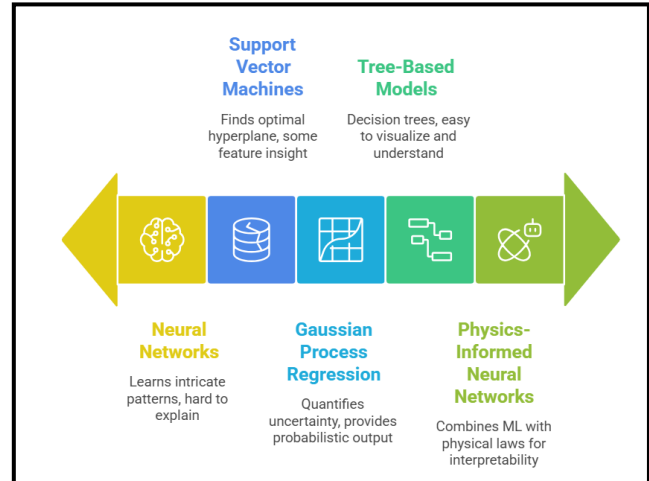 Support
Vector
Machines
Finds optimal
hyperplane, some
feature insight
Tree-Based
Models
Decision trees, easy
to visualize and
understand
Neural
Networks
Learns intricate
patterns, hard to
explain
Gaussian
Process
Regression
Quantifies
uncertainty, provides
probabilistic output
Physics-
Informed
Neural
Networks
Combines ML with
physical laws for
interpretability